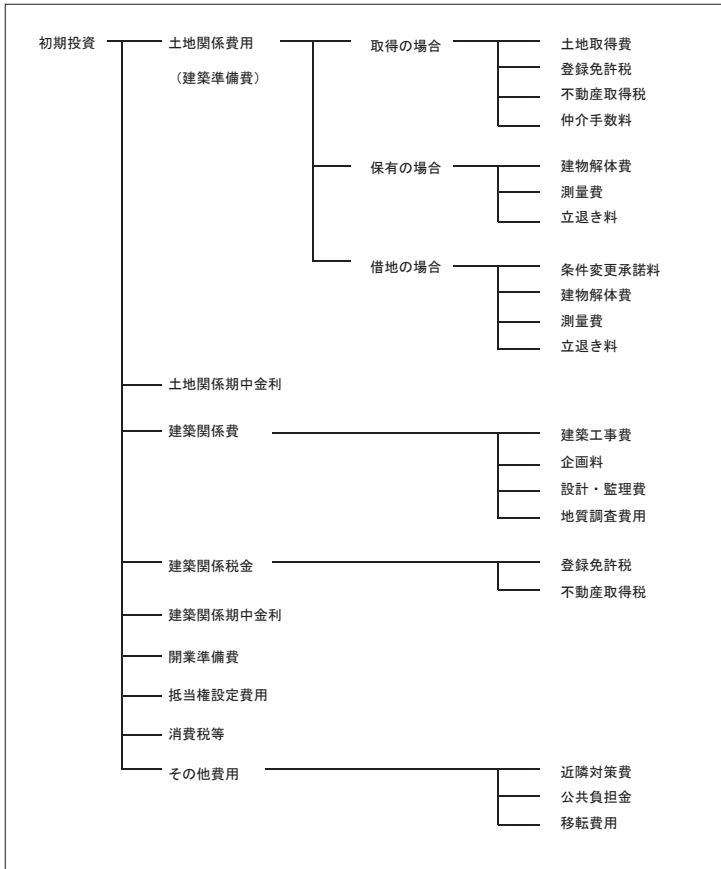 初期投資
土地関係費用
（建築準備費）
取得の場合
土地取得費
登録免許税
不動産取得税
仲介手数料
保有の場合
建物解体費
測量費
立退き料
借地の場合
条件変更承諾料
建物解体費
測量費
立退き料
土地関係期中金利
建築関係費
建築工事費
企画料
設計・監理費
地質調査費用
建築関係税金
登録免許税
不動産取得税
建築関係期中金利
開業準備費
抵当権設定費用
消費税等
その他費用
近隣対策費
公共負担金
移転費用